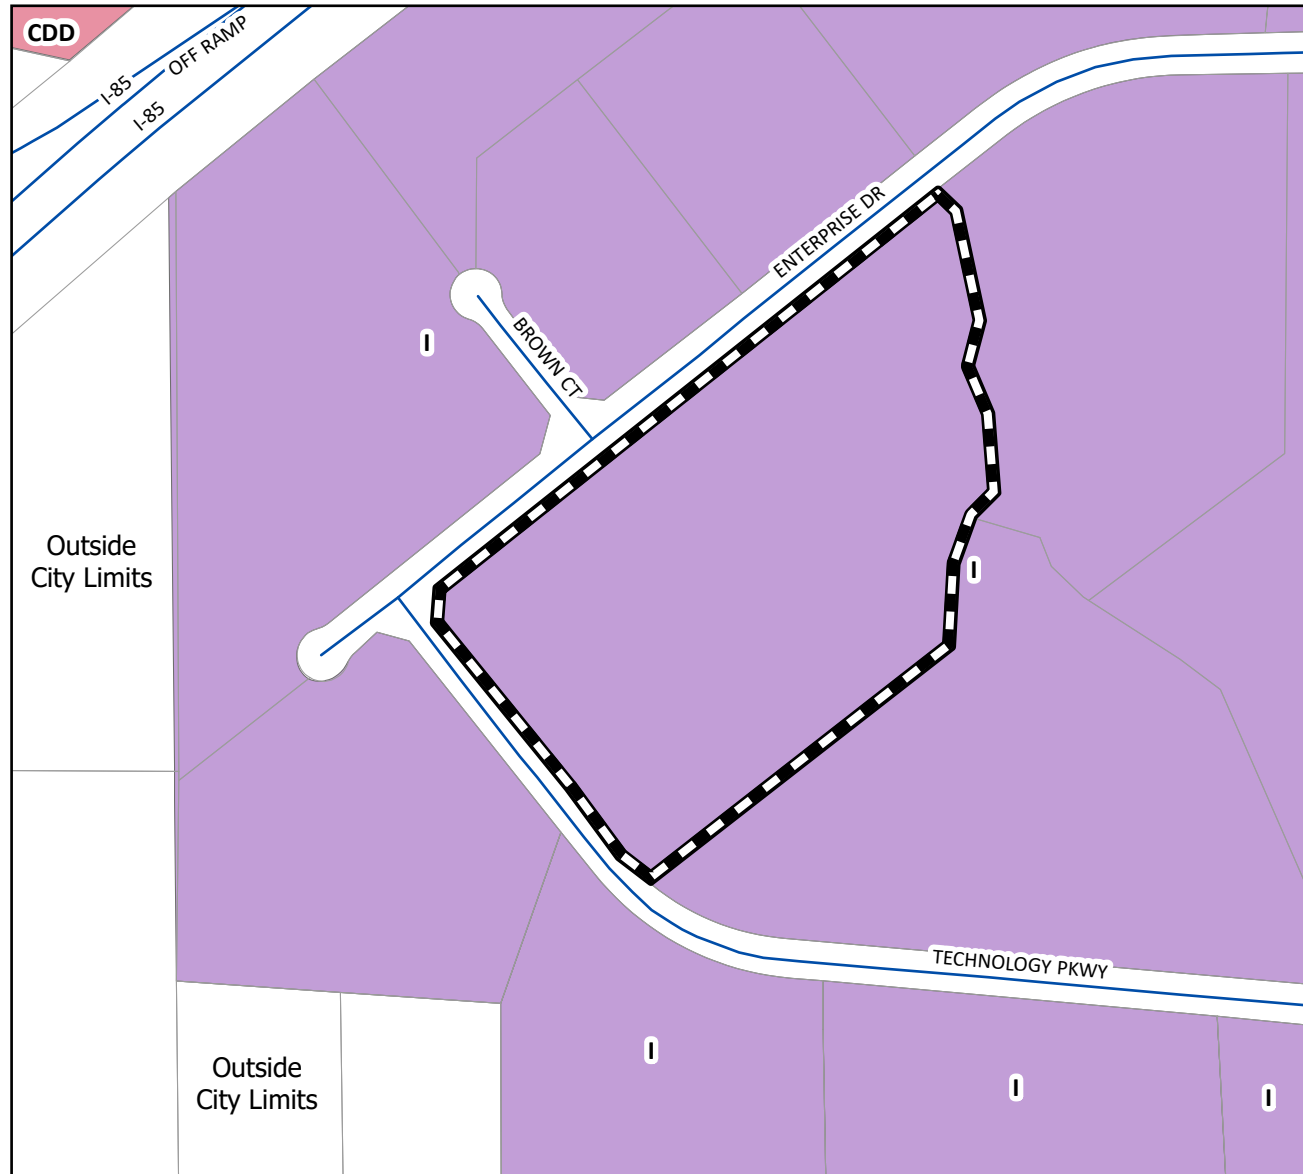 CDD
OFF RAMP
I-85
I-85
ENTERPRISE DR
BROWN CT
I
Outside
City Limits
I
TECHNOLOGY PKWY
I
Outside
City Limits
I
I